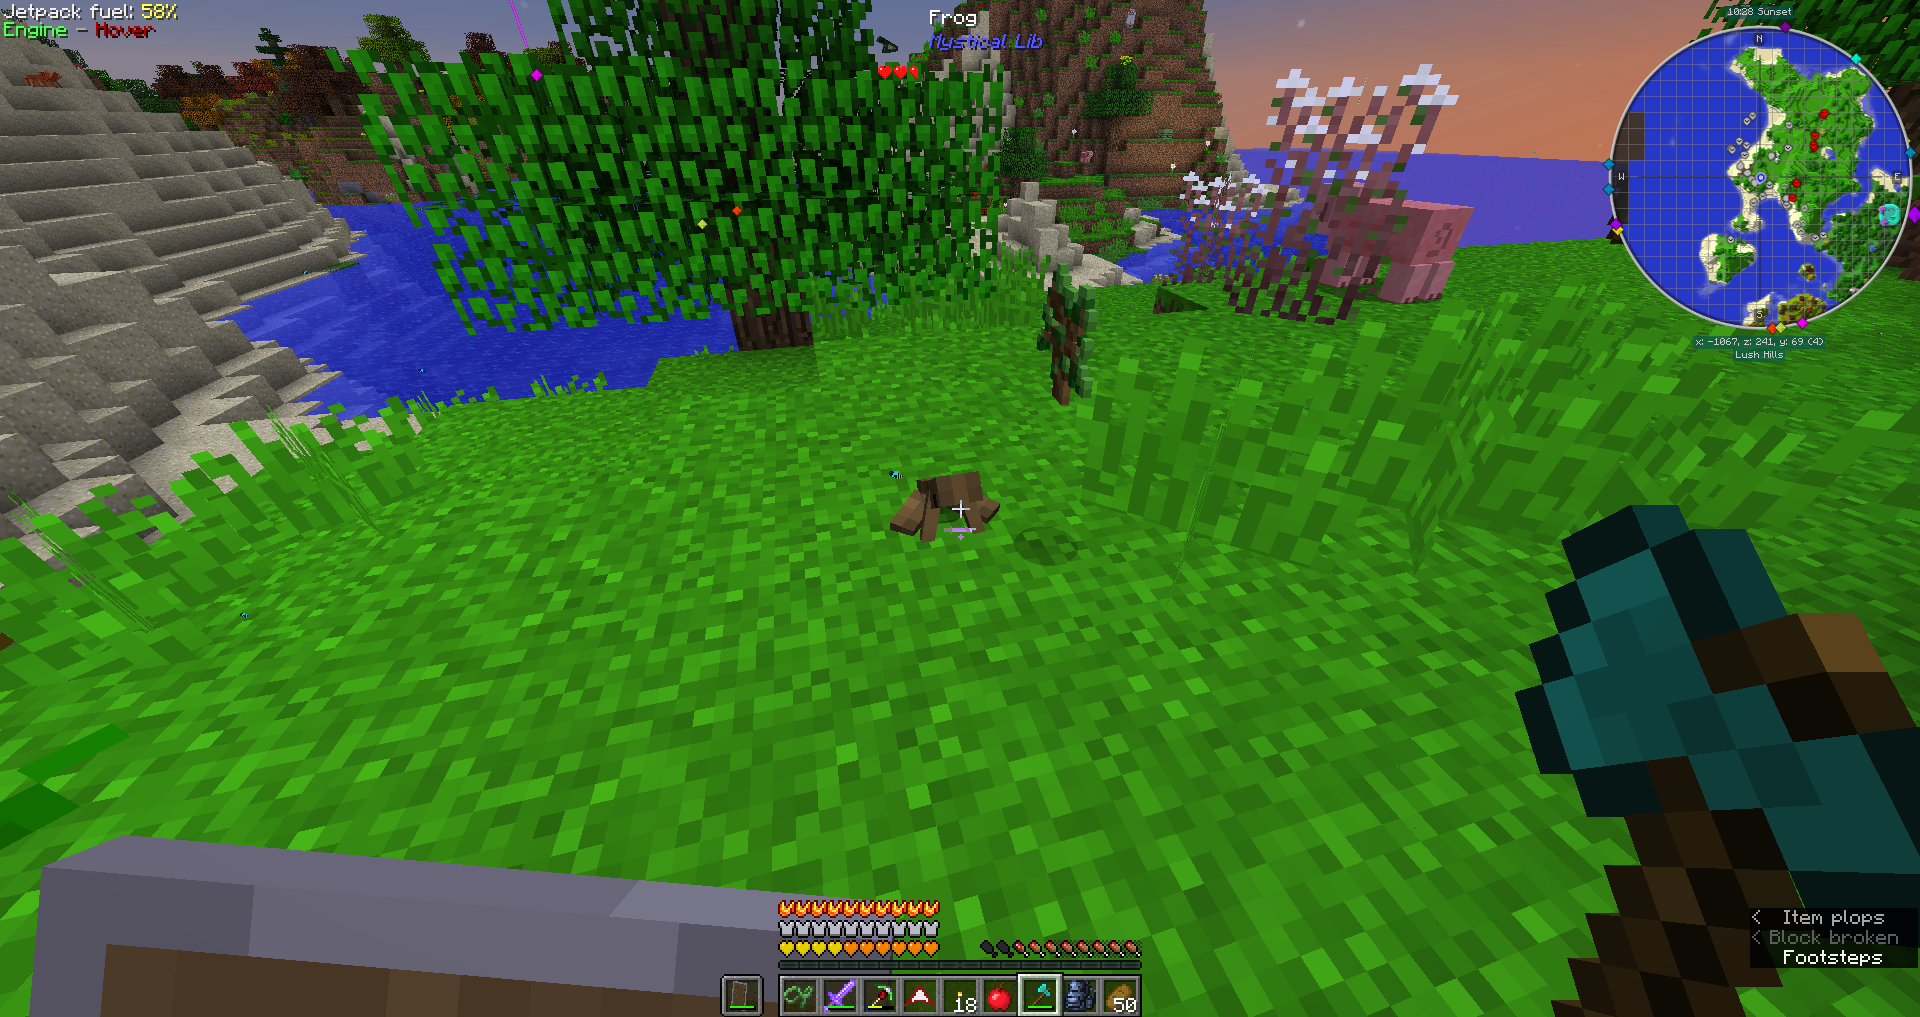 Jetpack fuel: 58%
Engine - Hover
Frog
Mystical Lib
10:28 Sunset
N
W
E
S
x: -1067, z: 241, y: 69 (4)
Lush Hills
< Item plops
< Block broken
Footsteps
18
50